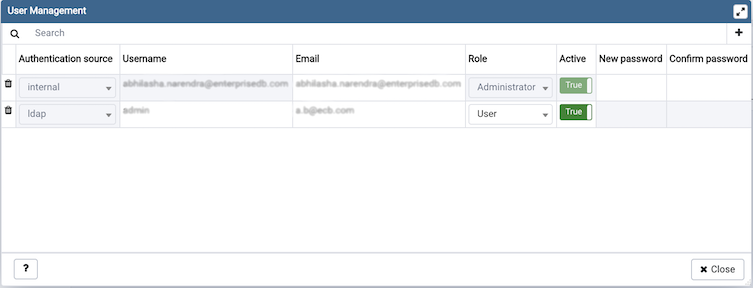 User Management
Search
Authentication source Username Email Role Active New password Confirm password
internal abhilasha.narendra@enterprisedb.com abhilasha.narendra@enterprisedb.com Administrator True
ldap admin a.b@ecb.com User True
? Close